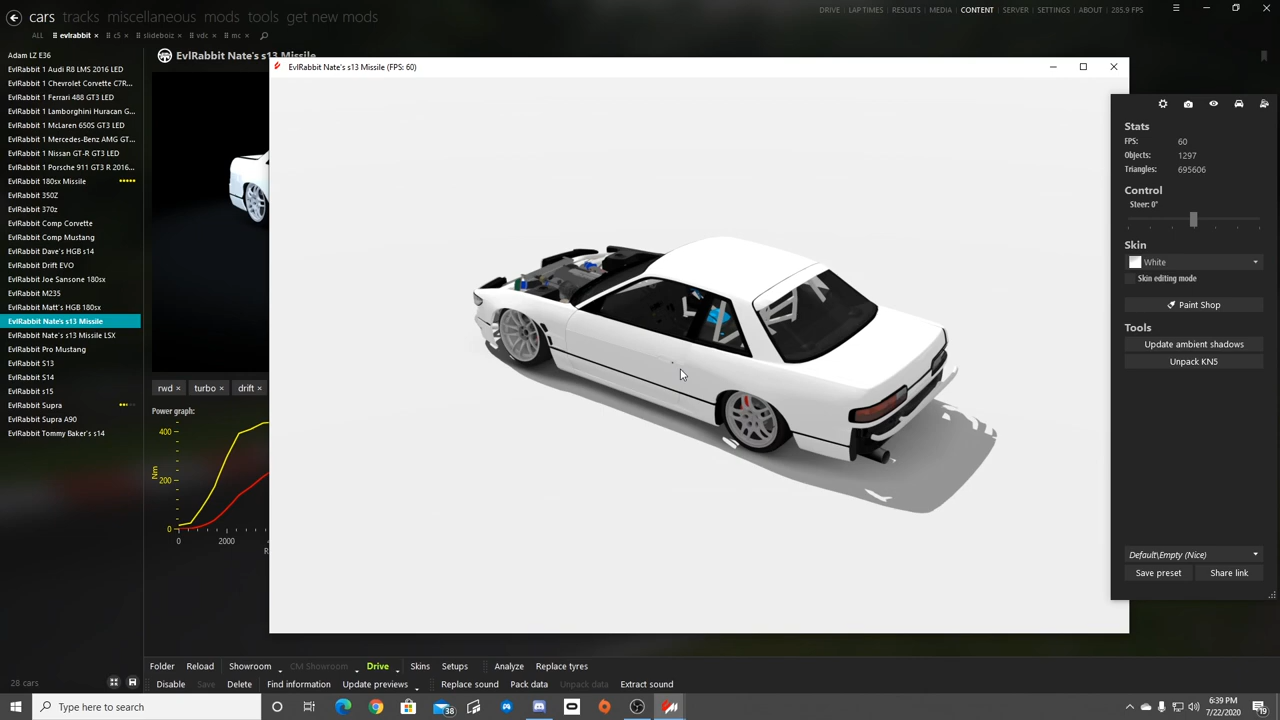 cars tracks miscellaneous mods tools get new mods
DRIVE | LAP TIMES | RESULTS | MEDIA | CONTENT | SERVER | SETTINGS | ABOUT | 285.9 FPS
ALL evlrabbit × c5 × slideboiz × vdc × mc ×
Adam LZ E36
EvlRabbit 1 Audi R8 LMS 2016 LED
EvlRabbit 1 Chevrolet Corvette C7R...
EvlRabbit 1 Ferrari 488 GT3 LED
EvlRabbit 1 Lamborghini Huracan G...
EvlRabbit 1 McLaren 650S GT3 LED
EvlRabbit 1 Mercedes-Benz AMG GT...
EvlRabbit 1 Nissan GT-R GT3 LED
EvlRabbit 1 Porsche 911 GT3 R 2016...
EvlRabbit 180sx Missile
EvlRabbit 350Z
EvlRabbit 370z
EvlRabbit Comp Corvette
EvlRabbit Comp Mustang
EvlRabbit Dave's HGB s14
EvlRabbit Drift EVO
EvlRabbit Joe Sansone 180sx
EvlRabbit M235
EvlRabbit Matt's HGB 180sx
EvlRabbit Nate's s13 Missile
EvlRabbit Nate's s13 Missile LSX
EvlRabbit Pro Mustang
EvlRabbit S13
EvlRabbit S14
EvlRabbit s15
EvlRabbit Supra
EvlRabbit Supra A90
EvlRabbit Tommy Baker's s14
28 cars
EvlRabbit Nate's s13 Missile
rwd × turbo × drift ×
Power graph:
400
200
0
Nm
0 2000
R
EvlRabbit Nate's s13 Missile (FPS: 60)
Stats
FPS: 60
Objects: 1297
Triangles: 695606
Control
Steer: 0°
Skin
White
Skin editing mode
Paint Shop
Tools
Update ambient shadows
Unpack KN5
Default\Empty (Nice)
Save preset Share link
Folder Reload Showroom CM Showroom Drive Skins Setups Analyze Replace tyres
Disable Save Delete Find information Update previews Replace sound Pack data Unpack data Extract sound
Type here to search
38
6:39 PM
7/22/2020